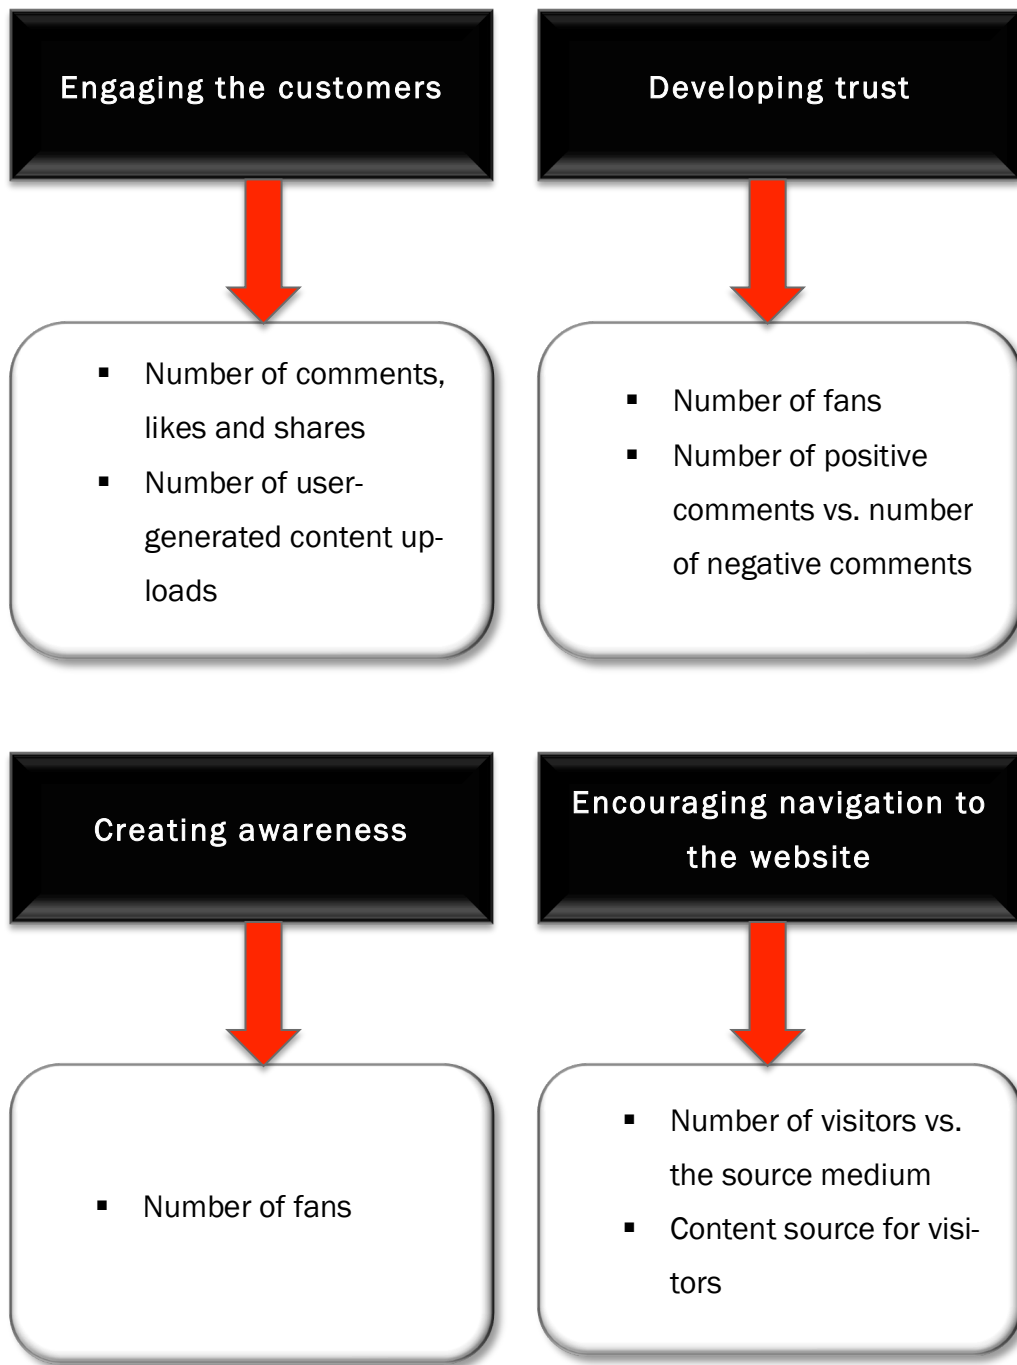 Engaging the customers
▪ Number of comments,
likes and shares
▪ Number of user-
generated content up-
loads
Developing trust
▪ Number of fans
▪ Number of positive
comments vs. number
of negative comments
Creating awareness
▪ Number of fans
Encouraging navigation to
the website
▪ Number of visitors vs.
the source medium
▪ Content source for visi-
tors